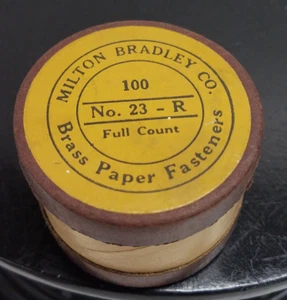 MILTON BRADLEY CO.
100
No. 23 - R
Full Count
Brass Paper Fasteners